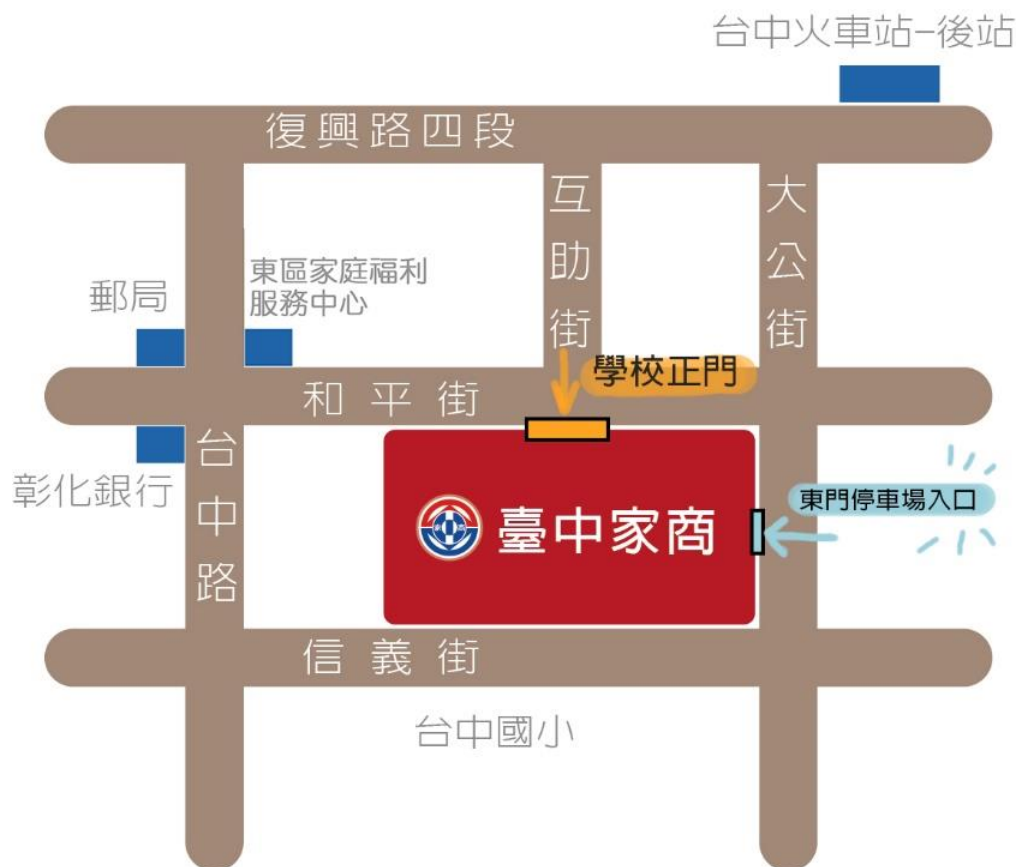 台中火車站-後站
復興路四段
互助街
大公街
東區家庭福利
服務中心
郵局
學校正門
和平街
台中路
彰化銀行
東門停車場入口
臺中家商
信義街
台中國小